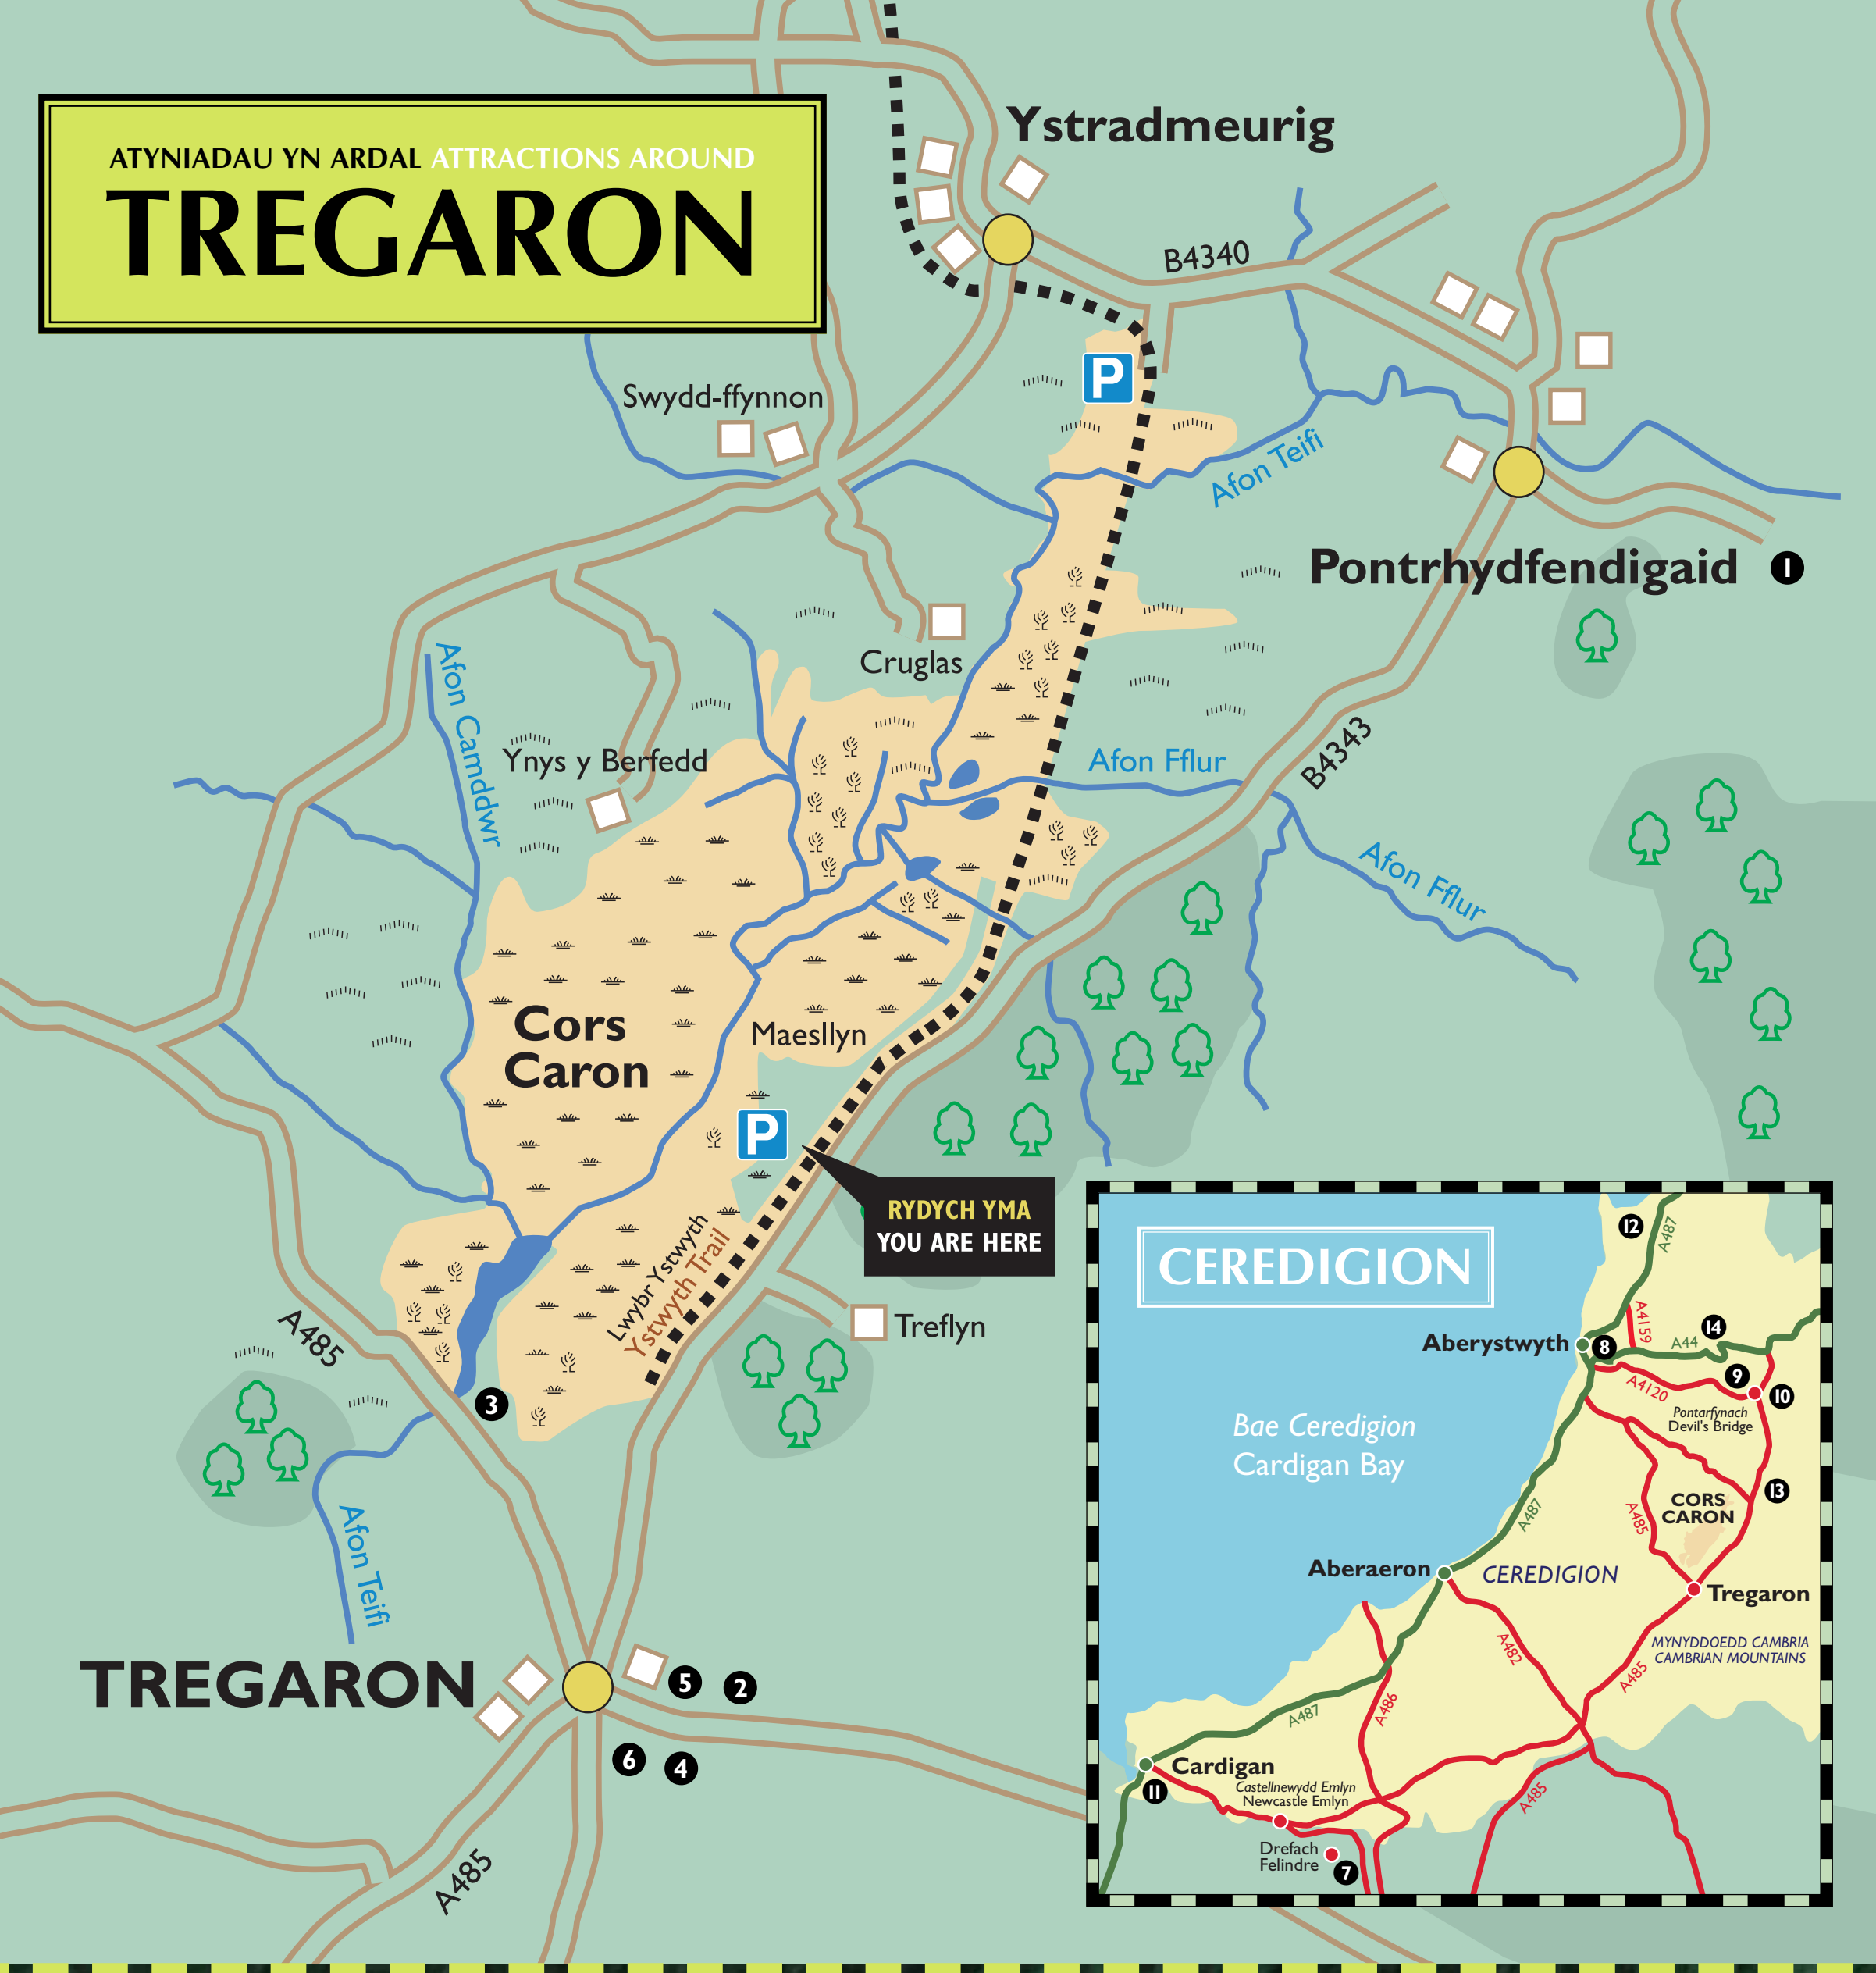 ATYNIADAU YN ARDAL ATTRACTIONS AROUND
TREGARON
Ystradmeurig
B4340
Swydd-ffynnon
P
Afon Teifi
Pontrhydfendigaid 1
Cruglas
Afon Camddwr
Ynys y Berfedd
Afon Fflur
B4343
Afon Fflur
Cors
Caron
Maesllyn
P
RYDYCH YMA
YOU ARE HERE
Lwybr Ystwyth
Ystwyth Trail
Treflyn
A485
3
Afon Teifi
TREGARON
5 2
6 4
A485
CEREDIGION
12
A487
A4159
14
Aberystwyth
8
A44
9
10
A4120
Pontarfynach
Devil's Bridge
Bae Ceredigion
Cardigan Bay
13
CORS
CARON
A485
A487
Aberaeron
CEREDIGION
Tregaron
A482
MYNYDDOEDD CAMBRIA
CAMBRIAN MOUNTAINS
A485
A487
A486
Cardigan
11
Castellnewydd Emlyn
Newcastle Emlyn
A485
Drefach
Felindre
7